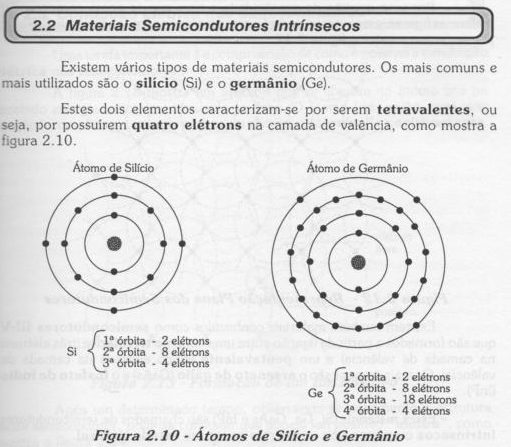 2.2 Materiais Semicondutores Intrínsecos
Existem vários tipos de materiais semicondutores. Os mais comuns e
mais utilizados são o silício (Si) e o germânio (Ge).
Estes dois elementos caracterizam-se por serem tetravalentes, ou
seja, por possuírem quatro elétrons na camada de valência, como mostra a
figura 2.10.
Átomo de Silício
Átomo de Germânio
Si
1ª órbita - 2 elétrons
2ª órbita - 8 elétrons
3ª órbita - 4 elétrons
Ge
1ª órbita - 2 elétrons
2ª órbita - 8 elétrons
3ª órbita - 18 elétrons
4ª órbita - 4 elétrons
Figura 2.10 - Átomos de Silício e Germânio